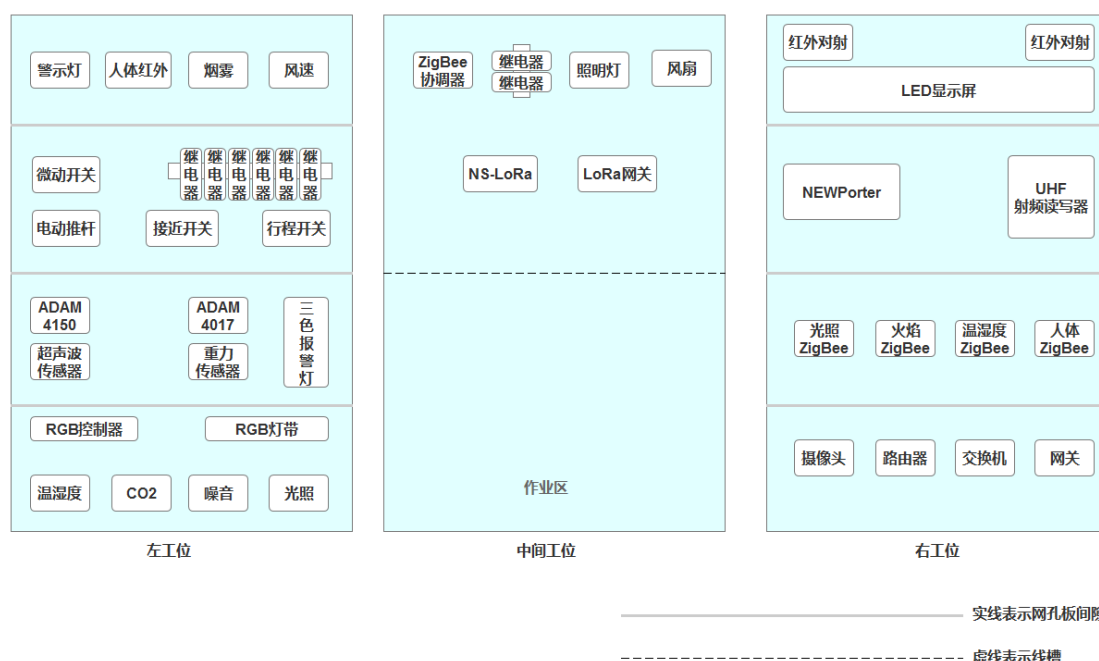 警示灯
人体红外
烟雾
风速
继电器
继电器
继电器
继电器
继电器
继电器
微动开关
电动推杆
接近开关
行程开关
ADAM
4150
ADAM
4017
三色报警灯
超声波
传感器
重力
传感器
RGB控制器
RGB灯带
温湿度
CO2
噪音
光照
左工位
ZigBee
协调器
继电器
继电器
照明灯
风扇
NS-LoRa
LoRa网关
作业区
中间工位
红外对射
红外对射
LED显示屏
NEWPorter
UHF
射频读写器
光照
ZigBee
火焰
ZigBee
温湿度
ZigBee
人体
ZigBee
摄像头
路由器
交换机
网关
右工位
实线表示网孔板间隙
虚线表示线槽